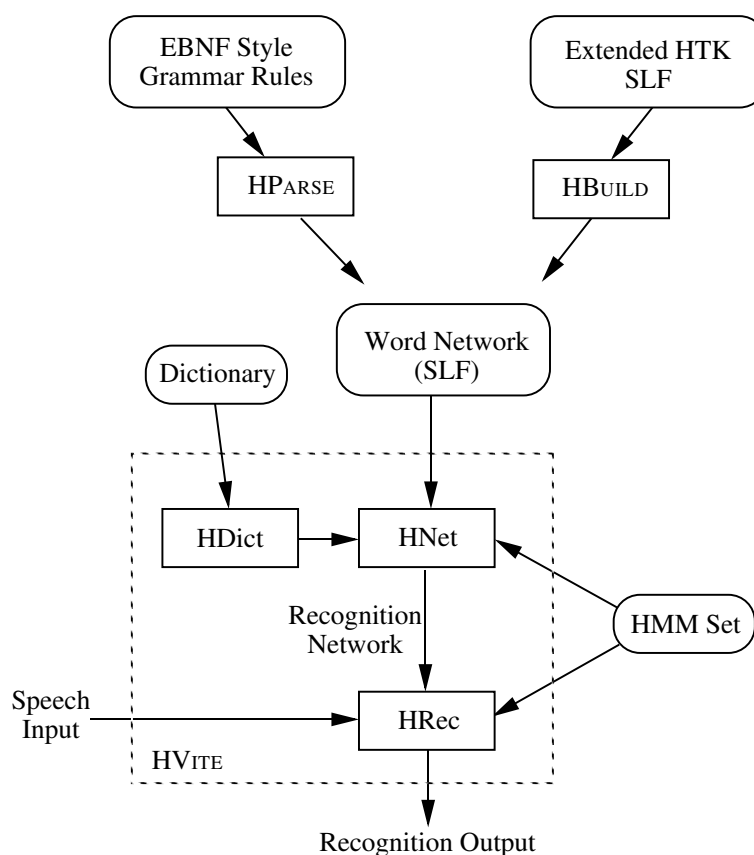 EBNF Style
Grammar Rules
Extended HTK
SLF
HPARSE
HBUILD
Word Network
(SLF)
Dictionary
HDict
HNet
Recognition
Network
HMM Set
Speech
Input
HRec
HVITE
Recognition Output